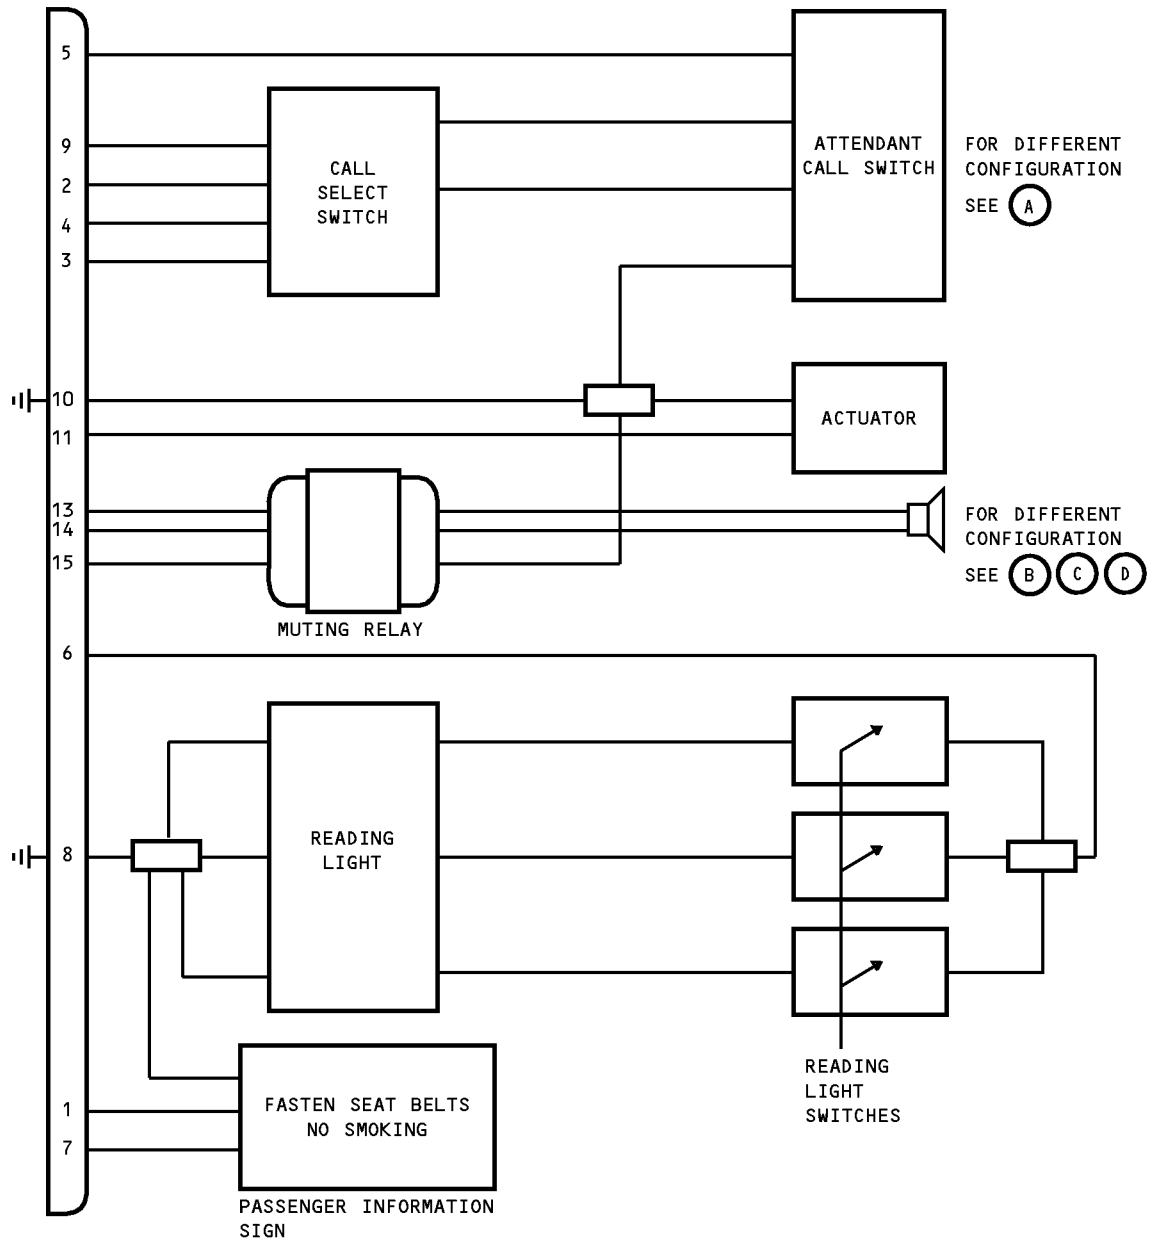 5
9
2
4
3
CALL
SELECT
SWITCH
ATTENDANT
CALL SWITCH
FOR DIFFERENT
CONFIGURATION
SEE A
10
11
ACTUATOR
13
14
15
MUTING RELAY
FOR DIFFERENT
CONFIGURATION
SEE B C D
6
8
READING
LIGHT
READING
LIGHT
SWITCHES
1
7
FASTEN SEAT BELTS
NO SMOKING
PASSENGER INFORMATION
SIGN